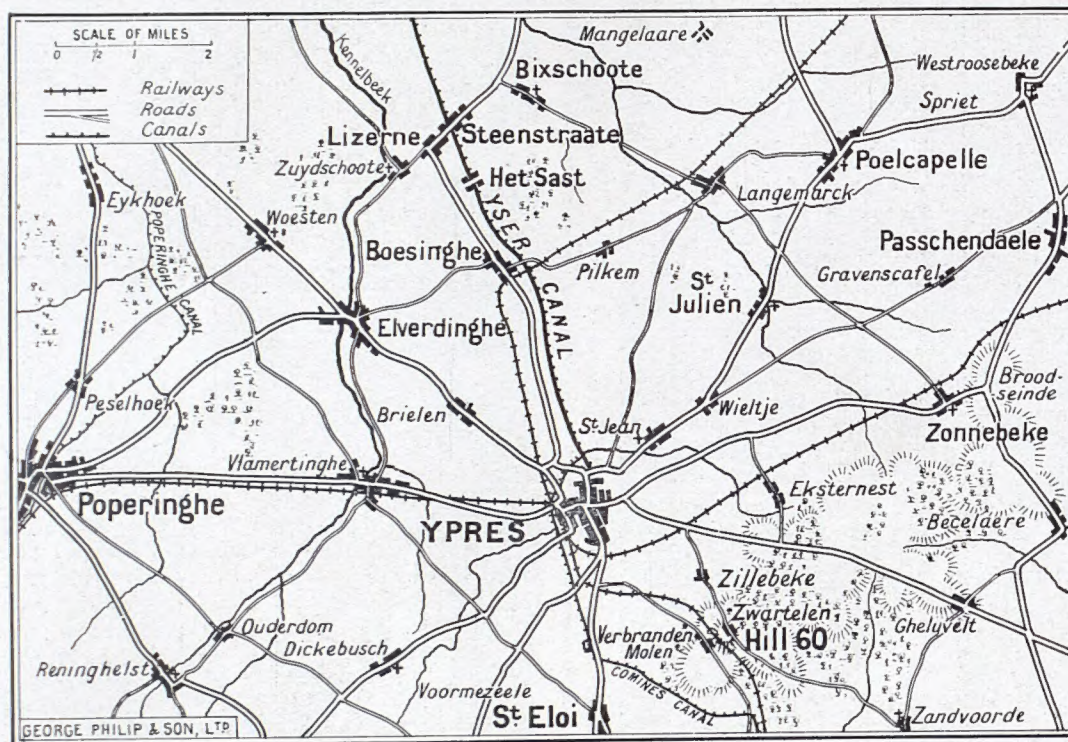 SCALE OF MILES
0 ½ 1 2
Railways
Roads
Canals
Kennelbeek
Mangelaare
Bixschoote
Westroosebeke
Spriet
Lizerne
Steenstraate
Zuydschoote
Het Sast
Poelcapelle
Langemarck
Eykhoek
Woesten
POPERINGHE CANAL
YSER CANAL
Boesinghe
Pilkem
Passchendaele
Gravenscafel
St Julien
Elverdinghe
Peselhoek
Brielen
Wieltje
St Jean
Broodseinde
Zonnebeke
Vlamertinghe
Poperinghe
YPRES
Eksternest
Becelaere
Zillebeke
Zwartelen
Hill 60
Gheluvelt
Ouderdom
Dickebusch
Verbranden
Molen
Reninghelst
Voormezeele
COMINES CANAL
St Eloi
Zandvoorde
GEORGE PHILIP & SON, LTD